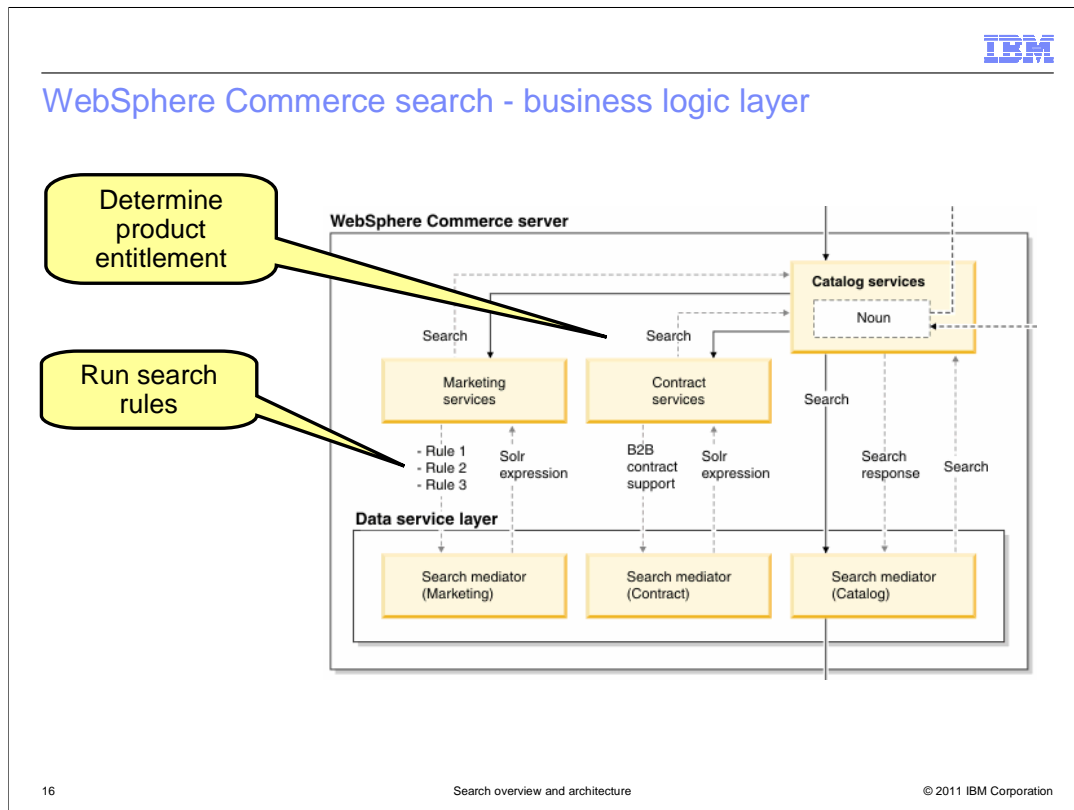 IBM
WebSphere Commerce search - business logic layer
Determine
product
entitlement
WebSphere Commerce server
Catalog services
Noun
Search
Search
Run search
rules
Marketing
services
Contract
services
Search
- Rule 1
- Rule 2
- Rule 3
Solr
expression
B2B
contract
support
Solr
expression
Search
response
Search
Data service layer
Search mediator
(Marketing)
Search mediator
(Contract)
Search mediator
(Catalog)
16
Search overview and architecture
© 2011 IBM Corporation